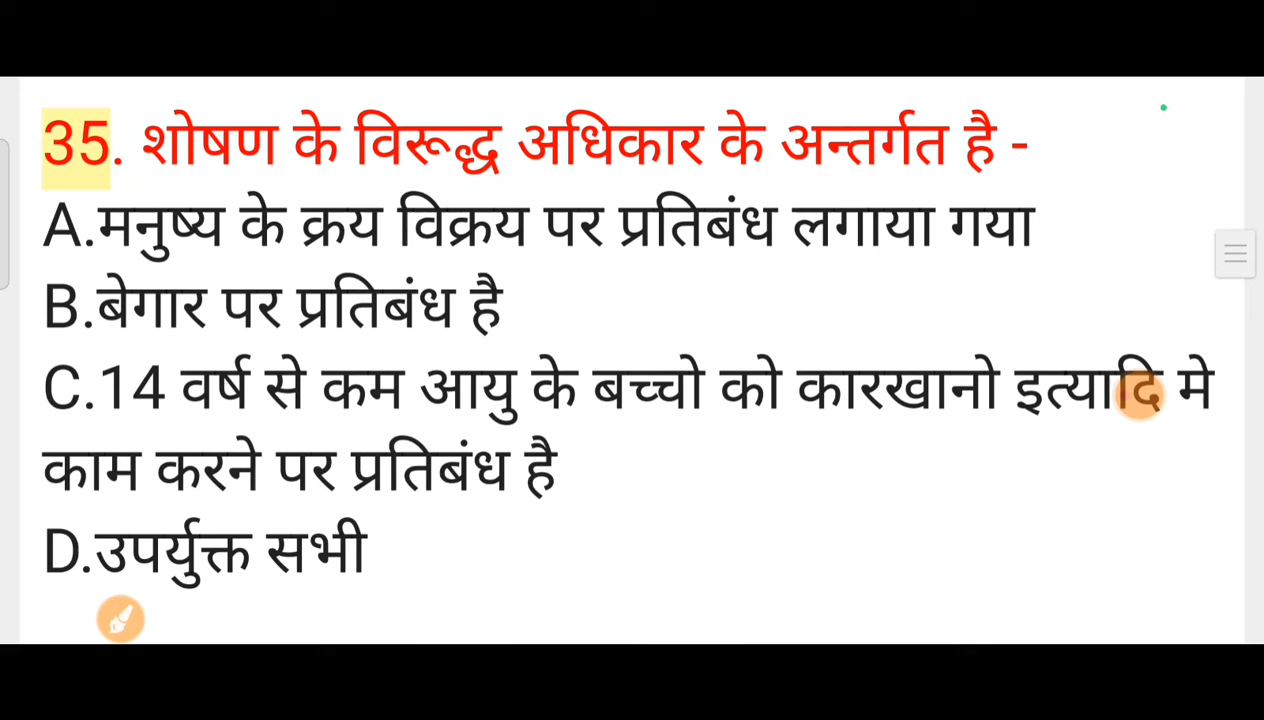 35. शोषण के विरूद्ध अधिकार के अन्तर्गत है -
A.मनुष्य के क्रय विक्रय पर प्रतिबंध लगाया गया
B.बेगार पर प्रतिबंध है
C.14 वर्ष से कम आयु के बच्चो को कारखानो इत्यादि मे
काम करने पर प्रतिबंध है
D.उपर्युक्त सभी